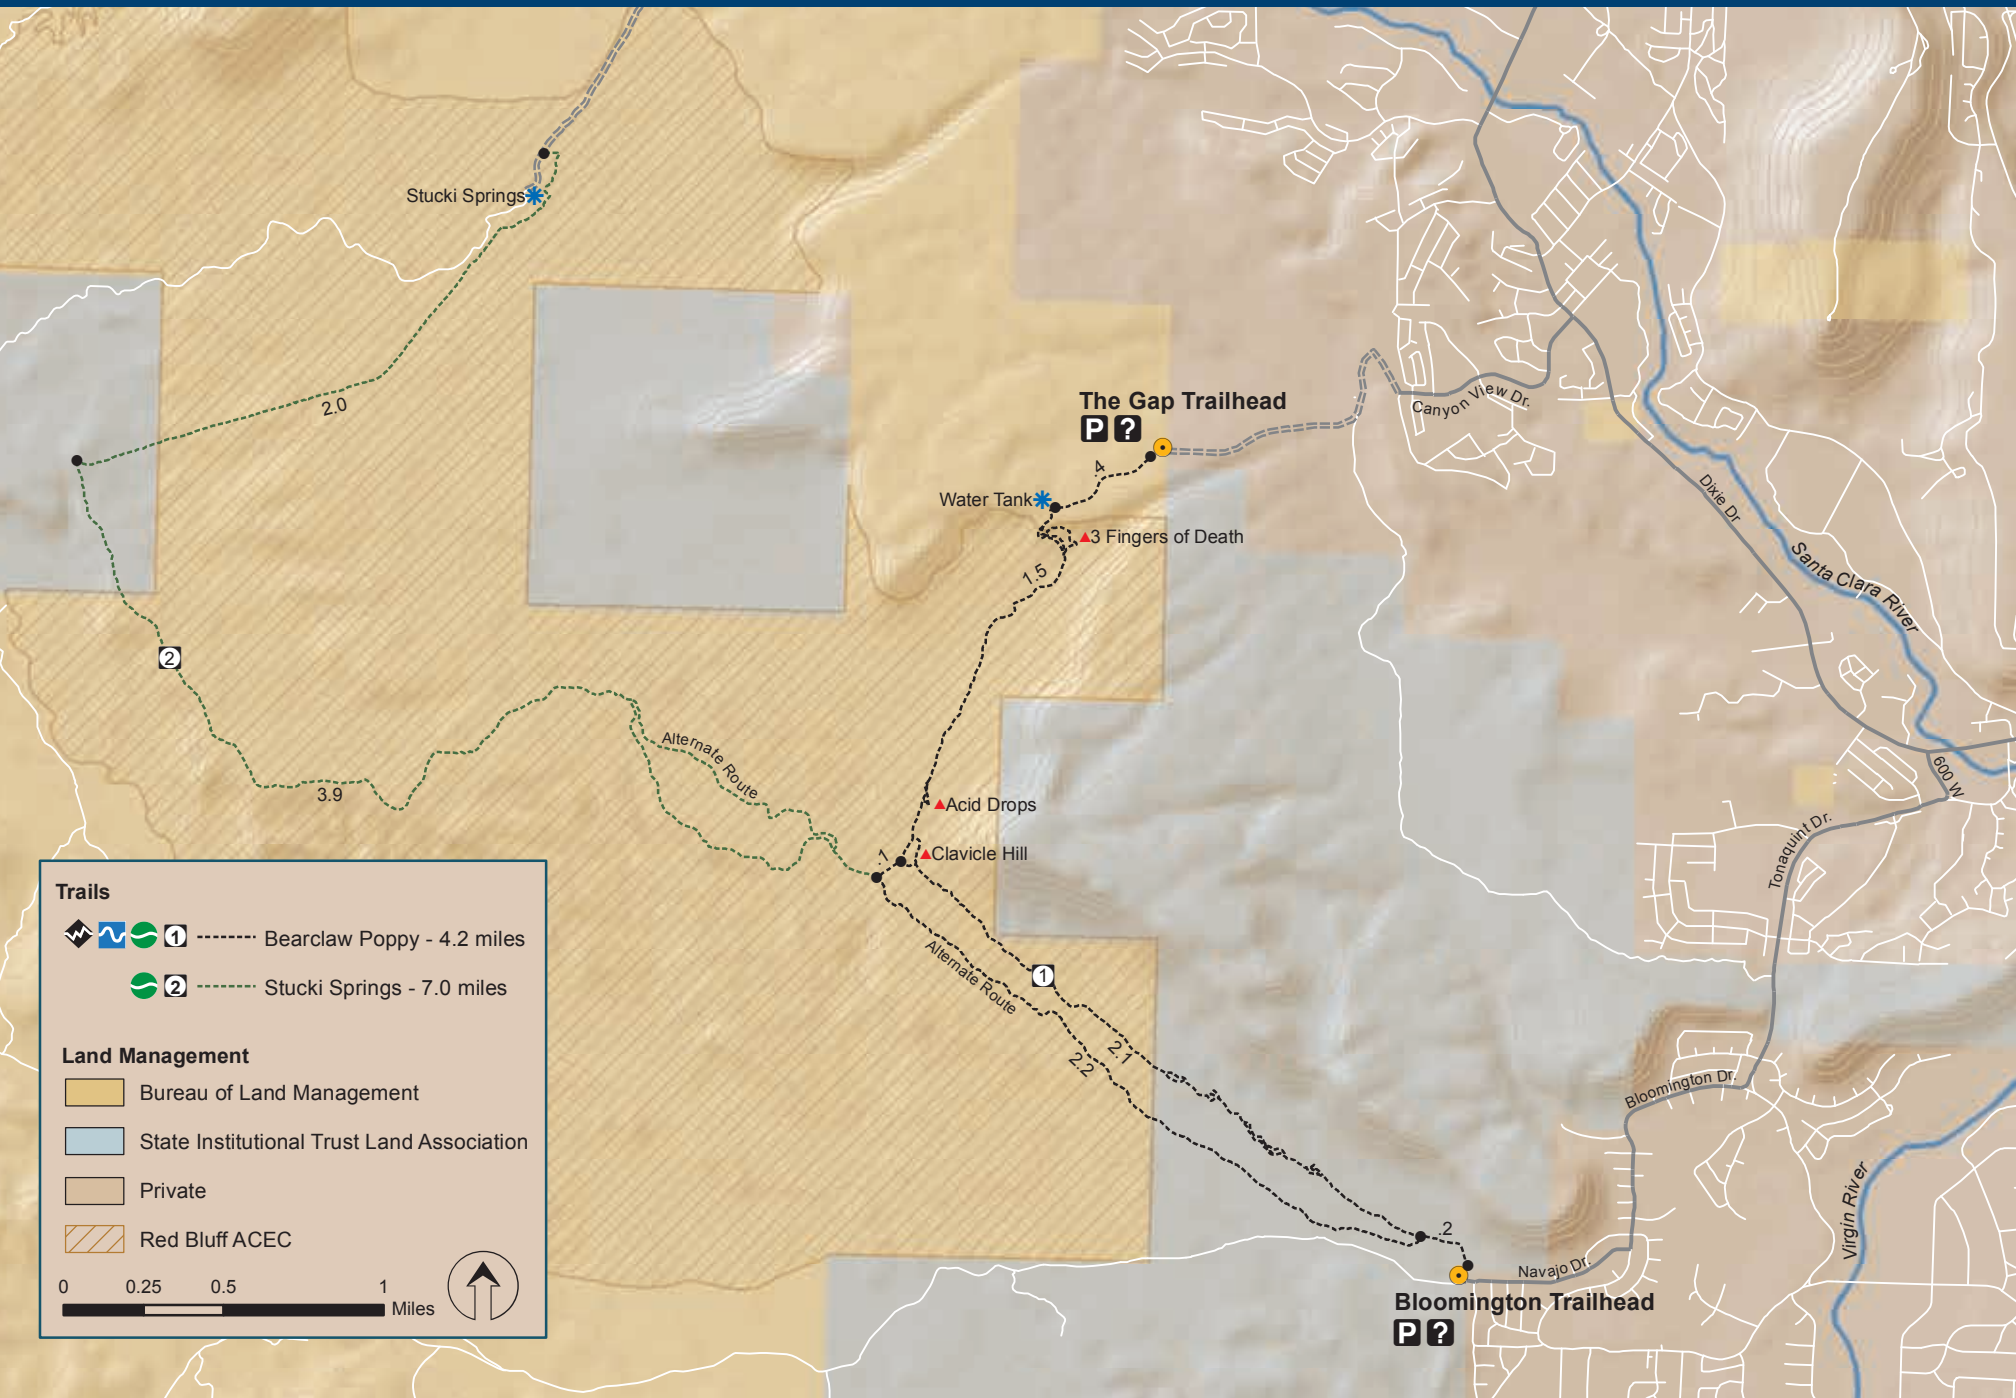 Stucki Springs
2.0
The Gap Trailhead
P ?
Canyon View Dr.
.4
Water Tank
3 Fingers of Death
1.5
Dixie Dr
Santa Clara River
2
Alternate Route
3.9
600 W
Acid Drops
Tonaquint Dr.
.1
Clavicle Hill
Alternate Route
1
2.1
2.2
Bloomington Dr.
Virgin River
.2
Navajo Dr.
Bloomington Trailhead
P ?
Trails
1 Bearclaw Poppy - 4.2 miles
2 Stucki Springs - 7.0 miles
Land Management
Bureau of Land Management
State Institutional Trust Land Association
Private
Red Bluff ACEC
0 0.25 0.5 1
Miles